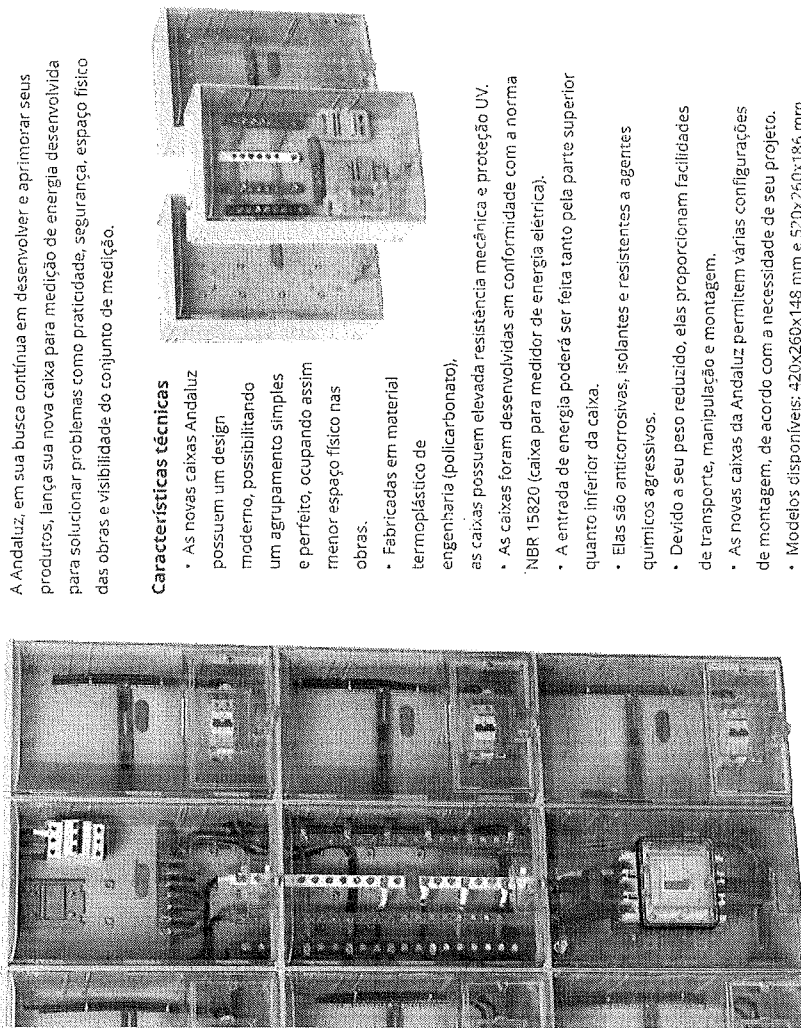 A Andaluz, em sua busca contínua em desenvolver e aprimorar seus
produtos, lança sua nova caixa para medição de energia desenvolvida
para solucionar problemas como praticidade, segurança, espaço físico
das obras e visibilidade do conjunto de medição.
Características técnicas
• As novas caixas Andaluz
possuem um design
moderno, possibilitando
um agrupamento simples
e perfeito, ocupando assim
menor espaço físico nas
obras.
• Fabricadas em material
termoplástico de
engenharia (policarbonato),
as caixas possuem elevada resistência mecânica e proteção UV.
• As caixas foram desenvolvidas am conformidade com a norma
NBR 15820 (caixa para medidor de energia elétrica).
• A entrada de energia poderá ser feita tanto pela parte superior
quanto inferior da caixa.
• Elas são anticorrosivas, isolantes e resistentes a agentes
químicos agressivos.
• Devido a seu peso reduzido, elas proporcionam facilidades
de transporte, manipulação e montagem.
• As novas caixas da Andaluz permitem várias configurações
de montagem, de acordo com a necessidade de seu projeto.
• Modelos disponíveis: 420x260x148 mm e 520x260x186 mm